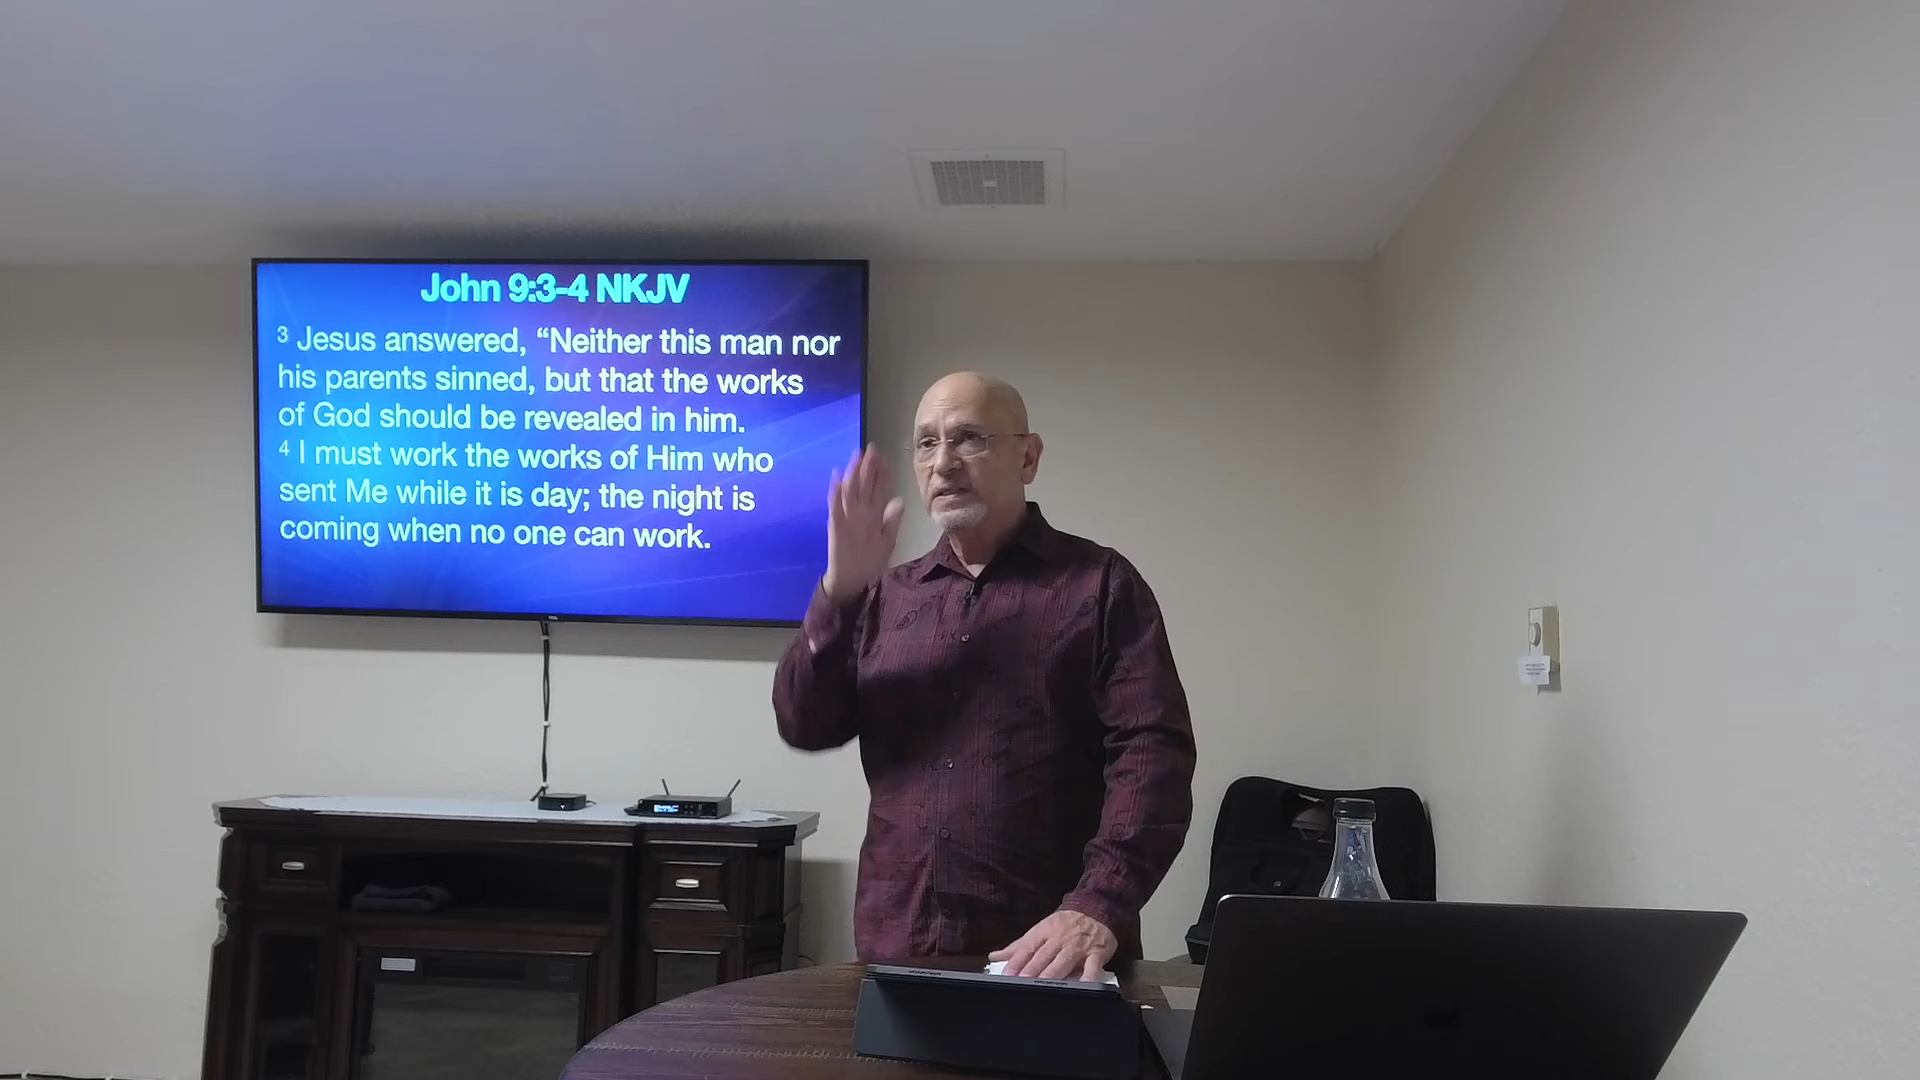 John 9:3-4 NKJV
3 Jesus answered, “Neither this man nor
his parents sinned, but that the works
of God should be revealed in him.
4 I must work the works of Him who
sent Me while it is day; the night is
coming when no one can work.